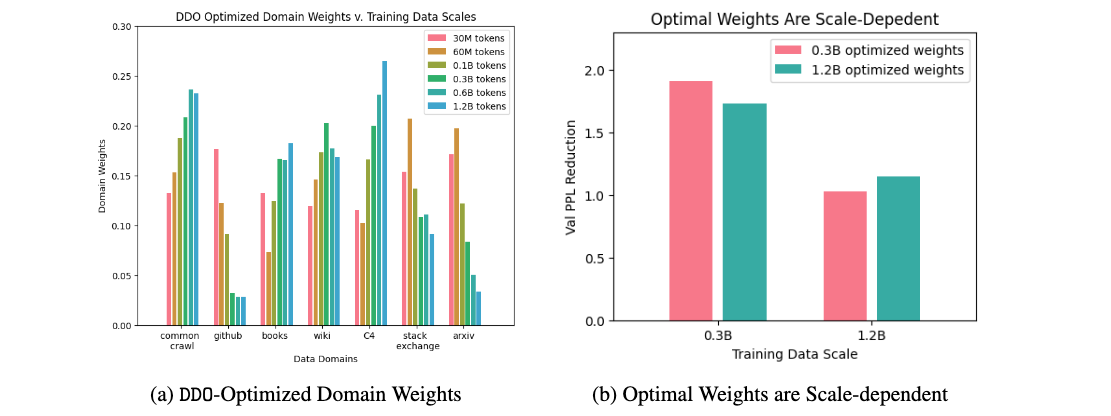 DDO Optimized Domain Weights v. Training Data Scales
0.30
0.25
0.20
0.15
0.10
0.05
0.00
Domain Weights
30M tokens
60M tokens
0.1B tokens
0.3B tokens
0.6B tokens
1.2B tokens
common crawl
github
books
wiki
C4
stack exchange
arxiv
Data Domains
(a) DDO-Optimized Domain Weights
Optimal Weights Are Scale-Depedent
2.0
1.5
1.0
0.5
0.0
Val PPL Reduction
0.3B optimized weights
1.2B optimized weights
0.3B
1.2B
Training Data Scale
(b) Optimal Weights are Scale-dependent